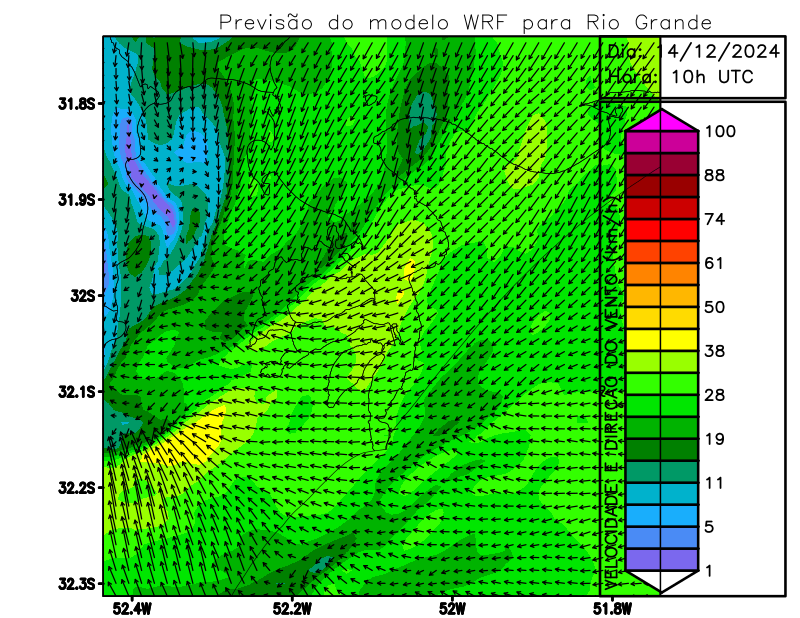 Previsão do modelo WRF para Rio Grande
Dia: 14/12/2024
Hora: 10h UTC
31.8S
31.9S
32S
32.1S
32.2S
32.3S
52.4W
52.2W
52W
51.8W
VELOCIDADE E DIREÇÃO DO VENTO (km/h)
100
88
74
61
50
38
28
19
11
5
1